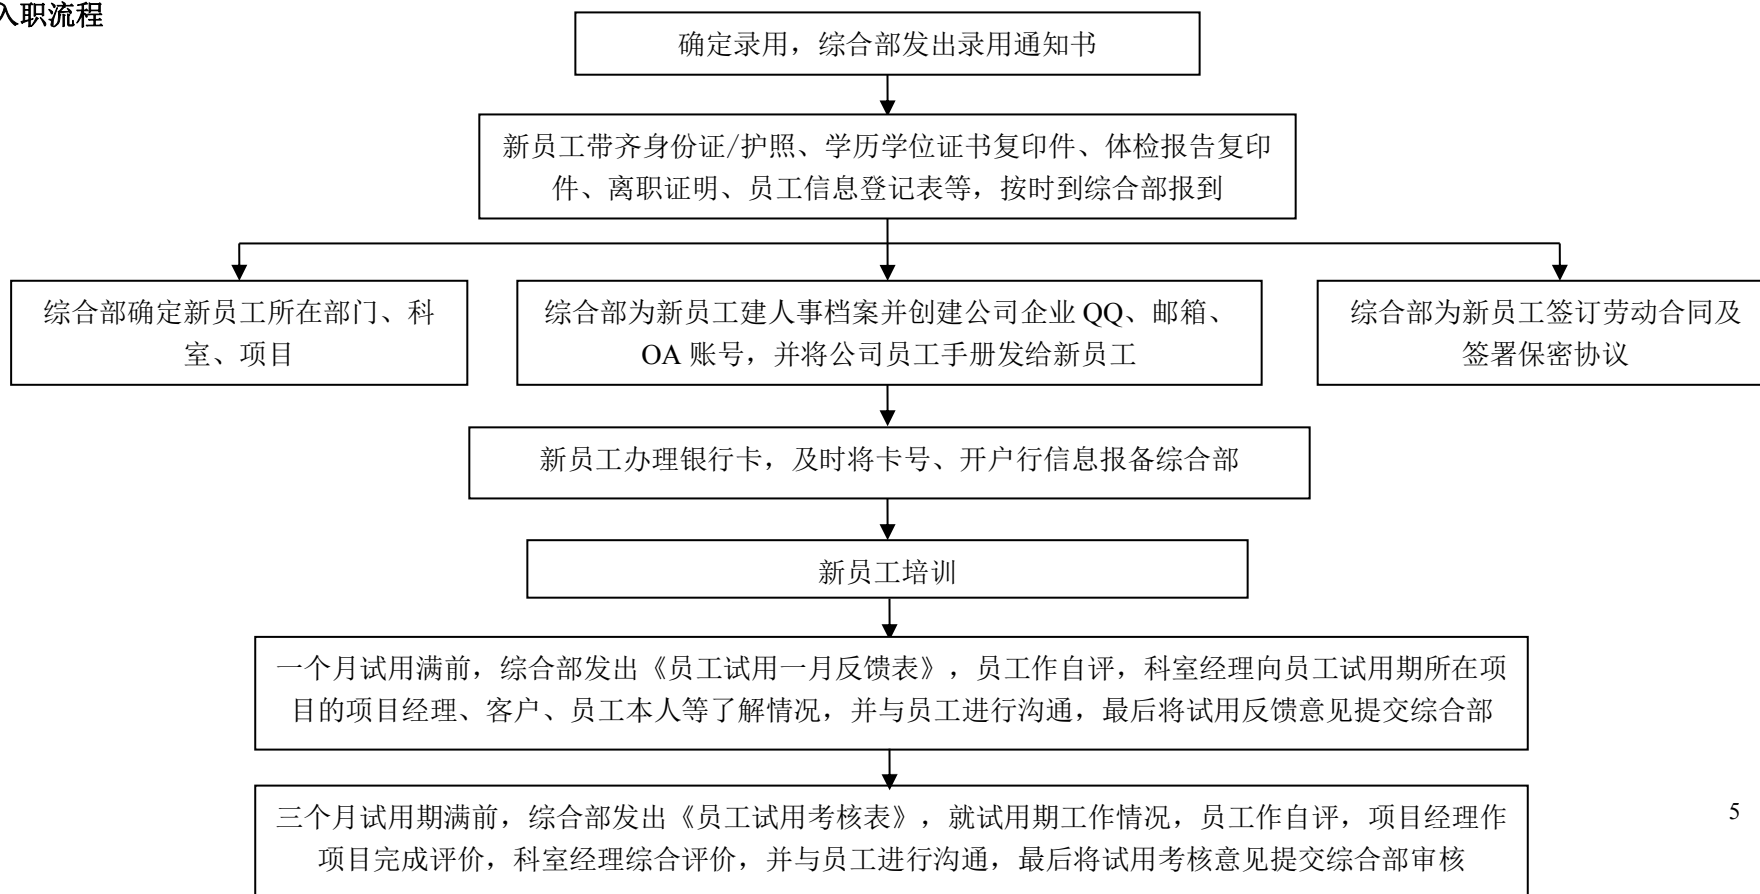 入职流程
确定录用，综合部发出录用通知书
新员工带齐身份证/护照、学历学位证书复印件、体检报告复印
件、离职证明、员工信息登记表等，按时到综合部报到
综合部确定新员工所在部门、科
室、项目
综合部为新员工建人事档案并创建公司企业 QQ、邮箱、
OA 账号，并将公司员工手册发给新员工
综合部为新员工签订劳动合同及
签署保密协议
新员工办理银行卡，及时将卡号、开户行信息报备综合部
新员工培训
一个月试用满前，综合部发出《员工试用一月反馈表》，员工作自评，科室经理向员工试用期所在项
目的项目经理、客户、员工本人等了解情况，并与员工进行沟通，最后将试用反馈意见提交综合部
三个月试用期满前，综合部发出《员工试用考核表》，就试用期工作情况，员工作自评，项目经理作
项目完成评价，科室经理综合评价，并与员工进行沟通，最后将试用考核意见提交综合部审核
5